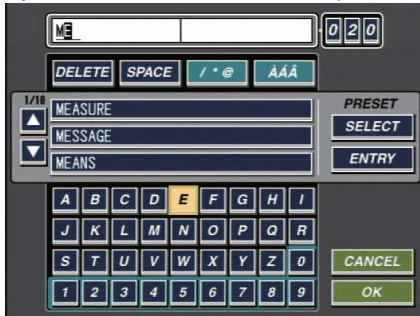 ME_ 020
DELETE SPACE / * @ ÀÁÂ
1/18 PRESET
MEASURE SELECT
MESSAGE
MEANS ENTRY
A B C D E F G H I
J K L M N O P Q R
S T U V W X Y Z 0 CANCEL
1 2 3 4 5 6 7 8 9 OK